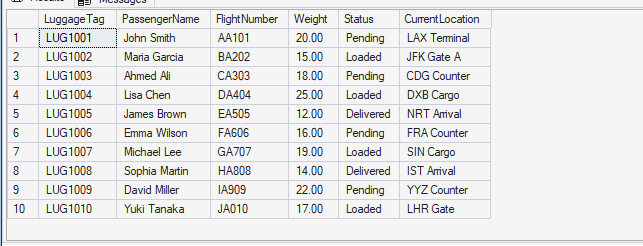 Messages
LuggageTag PassengerName FlightNumber Weight Status CurrentLocation
1 LUG1001 John Smith AA101 20.00 Pending LAX Terminal
2 LUG1002 Maria Garcia BA202 15.00 Loaded JFK Gate A
3 LUG1003 Ahmed Ali CA303 18.00 Pending CDG Counter
4 LUG1004 Lisa Chen DA404 25.00 Loaded DXB Cargo
5 LUG1005 James Brown EA505 12.00 Delivered NRT Arrival
6 LUG1006 Emma Wilson FA606 16.00 Pending FRA Counter
7 LUG1007 Michael Lee GA707 19.00 Loaded SIN Cargo
8 LUG1008 Sophia Martin HA808 14.00 Delivered IST Arrival
9 LUG1009 David Miller IA909 22.00 Pending YYZ Counter
10 LUG1010 Yuki Tanaka JA010 17.00 Loaded LHR Gate